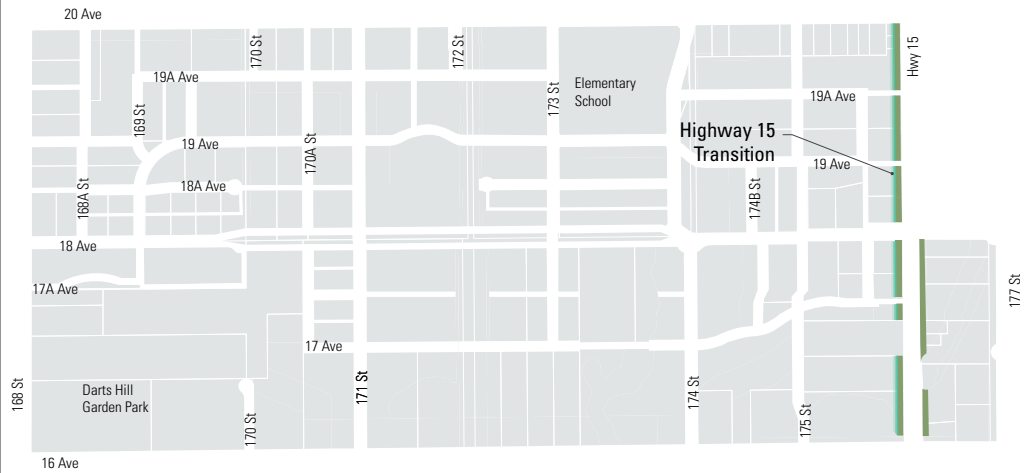 20 Ave
170 St
172 St
Hwy 15
19A Ave
173 St
Elementary
School
19A Ave
169 St
19 Ave
170A St
Highway 15
Transition
19 Ave
168A St
18A Ave
174B St
18 Ave
17A Ave
177 St
17 Ave
168 St
Darts Hill
Garden Park
171 St
174 St
175 St
170 St
16 Ave